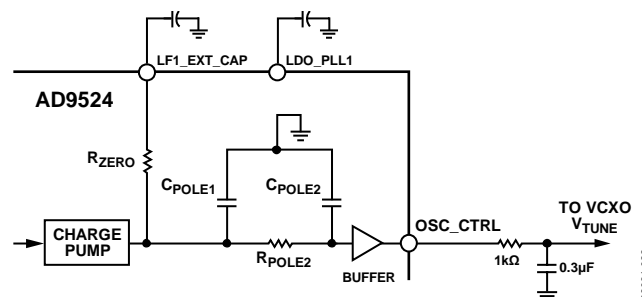 LF1_EXT_CAP
LDO_PLL1
AD9524
RZERO
CPOLE1
CPOLE2
CHARGE
PUMP
RPOLE2
BUFFER
OSC_CTRL
1kΩ
TO VCXO
VTUNE
0.3µF